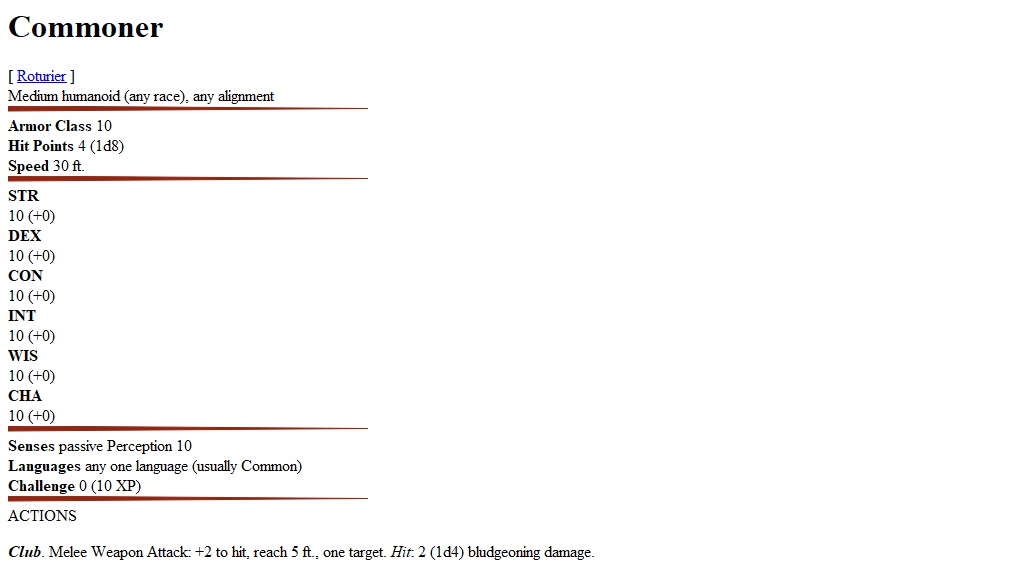 Commoner
[ Roturier ]
Medium humanoid (any race), any alignment
Armor Class 10
Hit Points 4 (1d8)
Speed 30 ft.
STR
10 (+0)
DEX
10 (+0)
CON
10 (+0)
INT
10 (+0)
WIS
10 (+0)
CHA
10 (+0)
Senses passive Perception 10
Languages any one language (usually Common)
Challenge 0 (10 XP)
ACTIONS
Club. Melee Weapon Attack: +2 to hit, reach 5 ft., one target. Hit: 2 (1d4) bludgeoning damage.